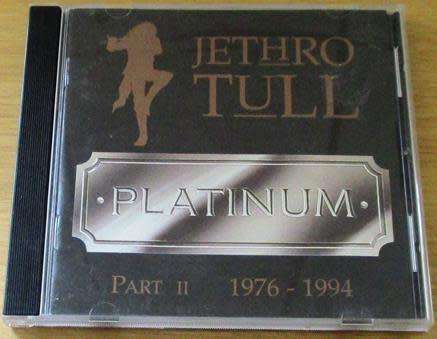 JETHRO
TULL
· PLATINUM ·
PART II 1976 - 1994